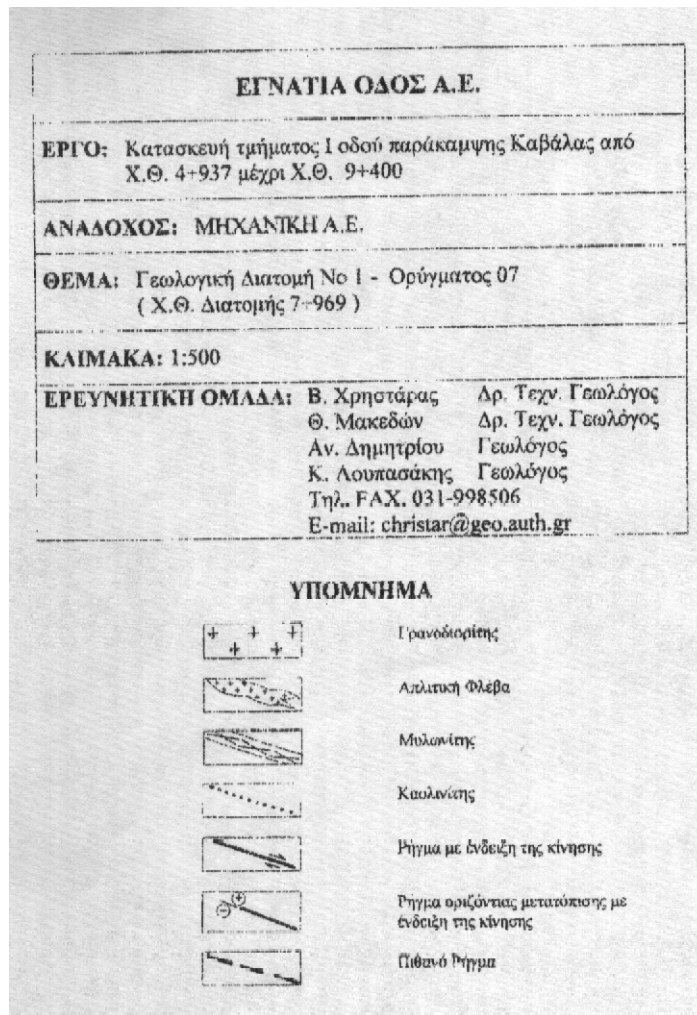 ΕΓΝΑΤΙΑ ΟΔΟΣ Α.Ε.
ΕΡΓΟ: Κατασκευή τμήματος Ι οδού παράκαμψης Καβάλας από
Χ.Θ. 4+937 μέχρι Χ.Θ. 9+400
ΑΝΑΔΟΧΟΣ: ΜΗΧΑΝΙΚΗ Α.Ε.
ΘΕΜΑ: Γεωλογική Διατομή Νο 1 - Ορύγματος 07
( Χ.Θ. Διατομής 7+969 )
ΚΛΙΜΑΚΑ: 1:500
ΕΡΕΥΝΗΤΙΚΗ ΟΜΑΔΑ: Β. Χρηστάρας Δρ. Τεχν. Γεωλόγος
Θ. Μακεδών Δρ. Τεχν. Γεωλόγος
Αν. Δημητρίου Γεωλόγος
Κ. Λουπασάκης Γεωλόγος
Τηλ. FAX. 031-998506
E-mail: christar@geo.auth.gr
ΥΠΟΜΝΗΜΑ
Γρανοδιορίτης
Απλιτική Φλέβα
Μυλωνίτης
Καολινίτης
Ρήγμα με ένδειξη της κίνησης
Ρήγμα οριζόντιας μετατόπισης με
ένδειξη της κίνησης
Πιθανό Ρήγμα